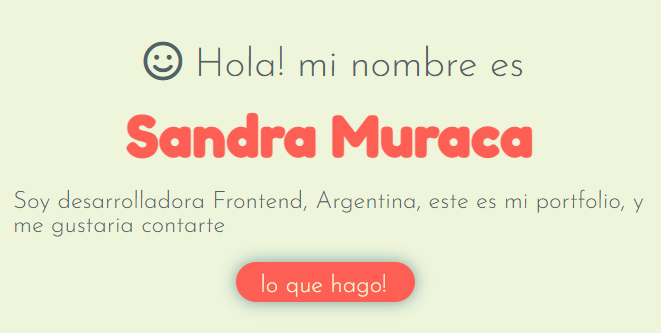 Hola! mi nombre es
Sandra Muraca
Soy desarrolladora Frontend, Argentina, este es mi portfolio, y
me gustaria contarte
lo que hago!